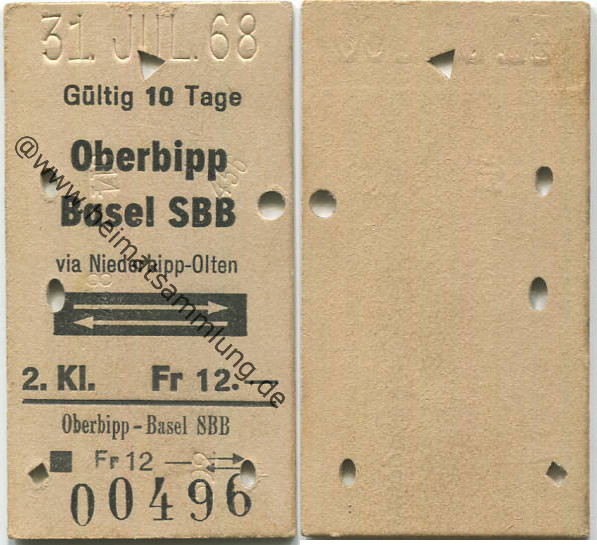 31. JUL. 68
Gültig 10 Tage
Oberbipp
Basel SBB
via Niederbipp-Olten
2. Kl. Fr 12.—
Oberbipp-Basel SBB
Fr 12
00496
@www.heimatsammlung.de